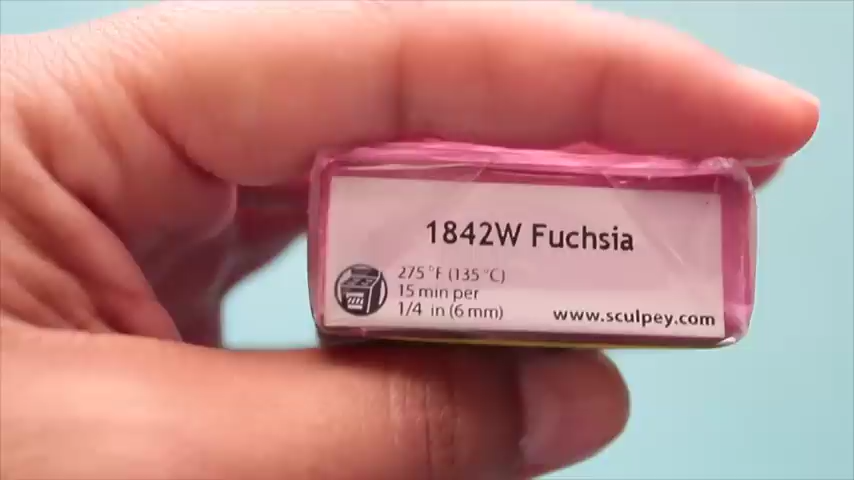 1842W Fuchsia
275 °F (135 °C)
15 min per
1/4 in (6 mm)
www.sculpey.com